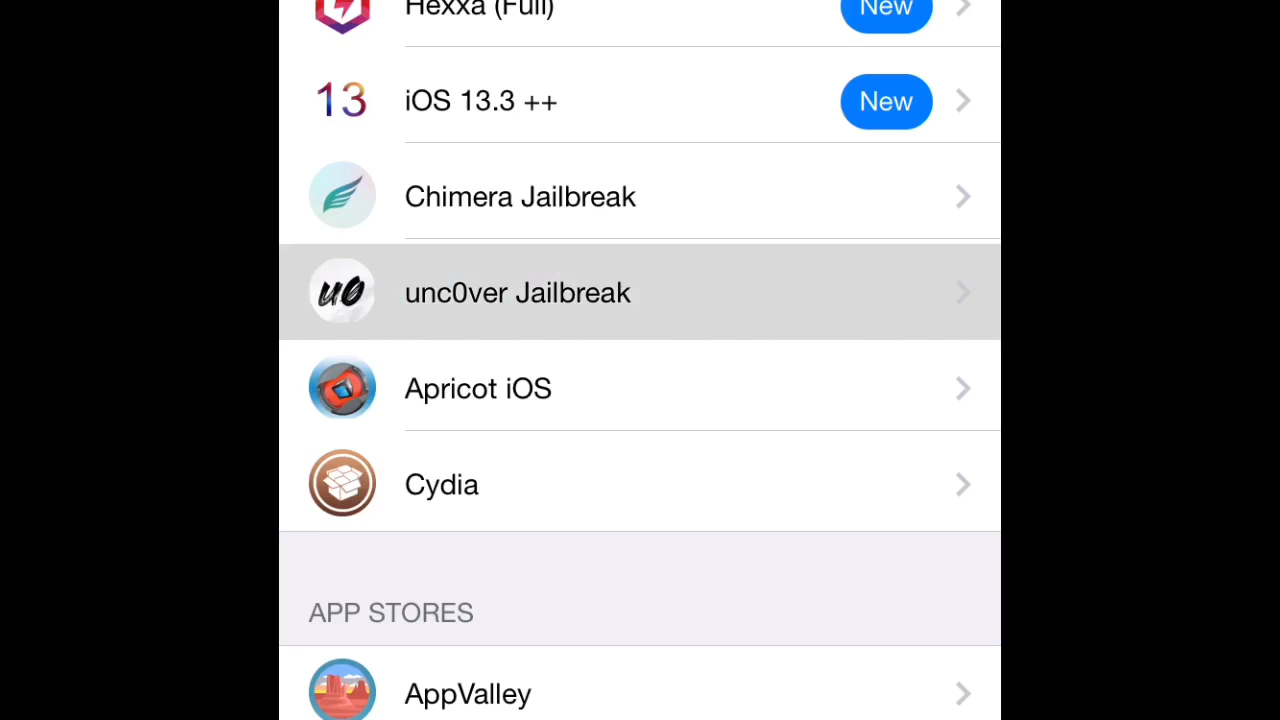 Hexxa (Full)
New
13
iOS 13.3 ++
New
Chimera Jailbreak
u0
unc0ver Jailbreak
Apricot iOS
Cydia
APP STORES
AppValley